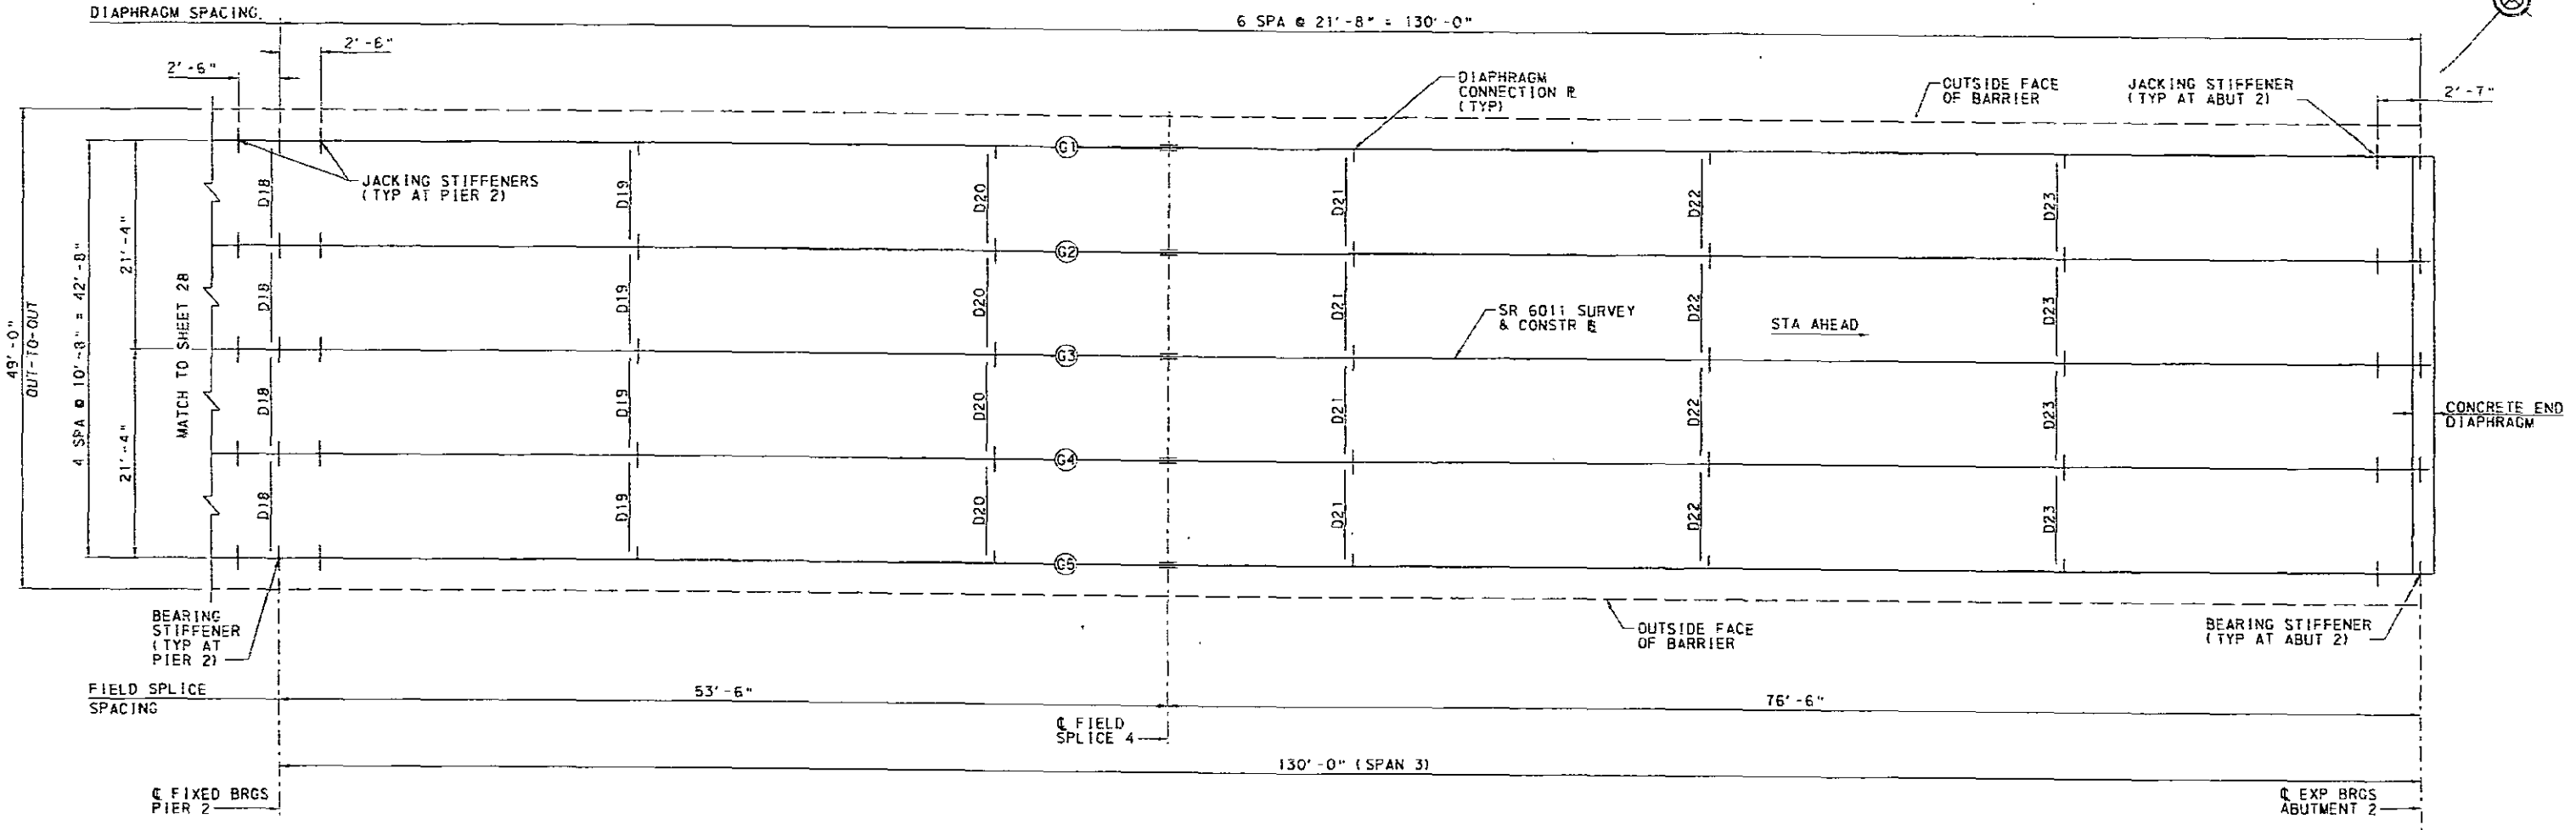 DIAPHRAGM SPACING
6 SPA @ 21'-8" = 130'-0"
2'-6"
2'-6"
DIAPHRAGM
CONNECTION PL
(TYP)
OUTSIDE FACE
OF BARRIER
JACKING STIFFENER
(TYP AT ABUT 2)
2'-7"
G1
JACKING STIFFENERS
(TYP AT PIER 2)
D18
D19
D20
D21
D22
D23
G2
49'-0"
OUT-TO-OUT
4 SPA @ 10'-8" = 42'-8"
21'-4"
21'-4"
MATCH TO SHEET 28
D18
D19
D20
D21
D22
D23
SR 6011 SURVEY
& CONSTR BL
STA AHEAD
G3
D18
D19
D20
D21
D22
D23
CONCRETE END
DIAPHRAGM
G4
D18
D19
D20
D21
D22
D23
G5
BEARING
STIFFENER
(TYP AT
PIER 2)
OUTSIDE FACE
OF BARRIER
BEARING STIFFENER
(TYP AT ABUT 2)
FIELD SPLICE
SPACING
53'-6"
76'-6"
℄ FIELD
SPLICE 4
130'-0" (SPAN 3)
℄ FIXED BRGS
PIER 2
℄ EXP BRGS
ABUTMENT 2